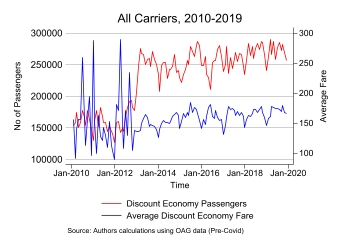 All Carriers, 2010-2019
300000
250000
200000
150000
100000
No of Passengers
300
250
200
150
100
Average Fare
Jan-2010 Jan-2012 Jan-2014 Jan-2016 Jan-2018 Jan-2020
Time
Discount Economy Passengers
Average Discount Economy Fare
Source: Authors calculations using OAG data (Pre-Covid)